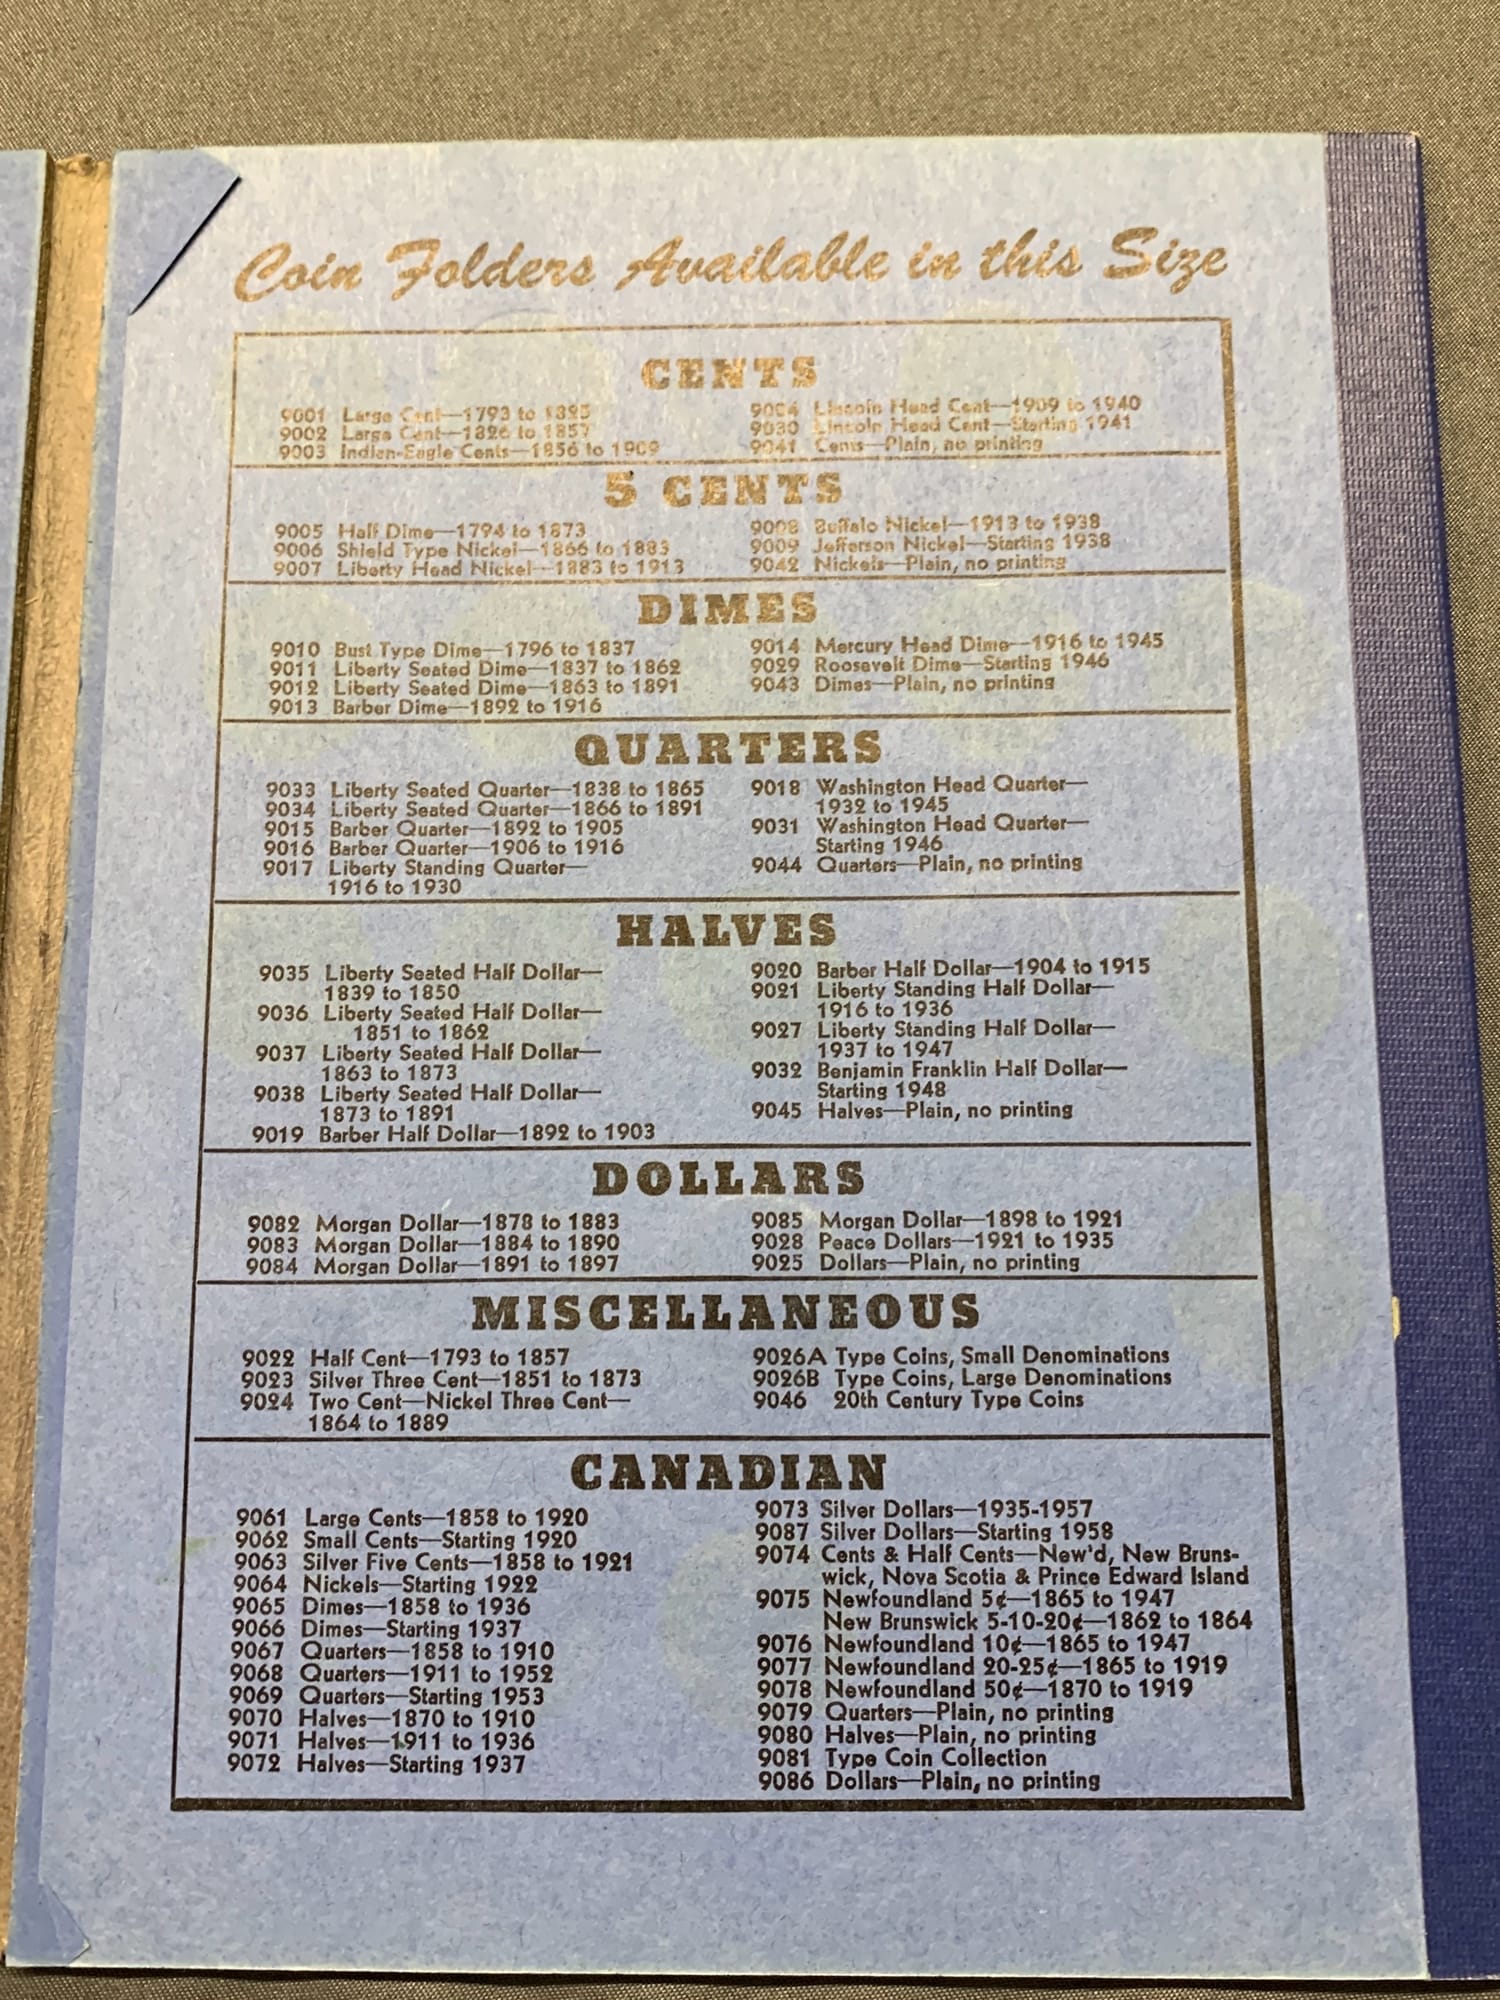 Coin Folders Available in this Size
CENTS
9001 Large Cent—1793 to 1825
9002 Large Cent—1826 to 1857
9003 Indian-Eagle Cents—1856 to 1909
9004 Lincoln Head Cent—1909 to 1940
9030 Lincoln Head Cent—Starting 1941
9041 Cents—Plain, no printing
5 CENTS
9005 Half Dime—1794 to 1873
9006 Shield Type Nickel—1866 to 1883
9007 Liberty Head Nickel—1883 to 1913
9008 Buffalo Nickel—1913 to 1938
9009 Jefferson Nickel—Starting 1938
9042 Nickels—Plain, no printing
DIMES
9010 Bust Type Dime—1796 to 1837
9011 Liberty Seated Dime—1837 to 1862
9012 Liberty Seated Dime—1863 to 1891
9013 Barber Dime—1892 to 1916
9014 Mercury Head Dime—1916 to 1945
9029 Roosevelt Dime—Starting 1946
9043 Dimes—Plain, no printing
QUARTERS
9033 Liberty Seated Quarter—1838 to 1865
9034 Liberty Seated Quarter—1866 to 1891
9015 Barber Quarter—1892 to 1905
9016 Barber Quarter—1906 to 1916
9017 Liberty Standing Quarter—
1916 to 1930
9018 Washington Head Quarter—
1932 to 1945
9031 Washington Head Quarter—
Starting 1946
9044 Quarters—Plain, no printing
HALVES
9035 Liberty Seated Half Dollar—
1839 to 1850
9036 Liberty Seated Half Dollar—
1851 to 1862
9037 Liberty Seated Half Dollar—
1863 to 1873
9038 Liberty Seated Half Dollar—
1873 to 1891
9019 Barber Half Dollar—1892 to 1903
9020 Barber Half Dollar—1904 to 1915
9021 Liberty Standing Half Dollar—
1916 to 1936
9027 Liberty Standing Half Dollar—
1937 to 1947
9032 Benjamin Franklin Half Dollar—
Starting 1948
9045 Halves—Plain, no printing
DOLLARS
9082 Morgan Dollar—1878 to 1883
9083 Morgan Dollar—1884 to 1890
9084 Morgan Dollar—1891 to 1897
9085 Morgan Dollar—1898 to 1921
9028 Peace Dollars—1921 to 1935
9025 Dollars—Plain, no printing
MISCELLANEOUS
9022 Half Cent—1793 to 1857
9023 Silver Three Cent—1851 to 1873
9024 Two Cent—Nickel Three Cent—
1864 to 1889
9026A Type Coins, Small Denominations
9026B Type Coins, Large Denominations
9046 20th Century Type Coins
CANADIAN
9061 Large Cents—1858 to 1920
9062 Small Cents—Starting 1920
9063 Silver Five Cents—1858 to 1921
9064 Nickels—Starting 1922
9065 Dimes—1858 to 1936
9066 Dimes—Starting 1937
9067 Quarters—1858 to 1910
9068 Quarters—1911 to 1952
9069 Quarters—Starting 1953
9070 Halves—1870 to 1910
9071 Halves—1911 to 1936
9072 Halves—Starting 1937
9073 Silver Dollars—1935-1957
9087 Silver Dollars—Starting 1958
9074 Cents & Half Cents—New'd, New Bruns-
wick, Nova Scotia & Prince Edward Island
9075 Newfoundland 5¢—1865 to 1947
New Brunswick 5-10-20¢—1862 to 1864
9076 Newfoundland 10¢—1865 to 1947
9077 Newfoundland 20-25¢—1865 to 1919
9078 Newfoundland 50¢—1870 to 1919
9079 Quarters—Plain, no printing
9080 Halves—Plain, no printing
9081 Type Coin Collection
9086 Dollars—Plain, no printing